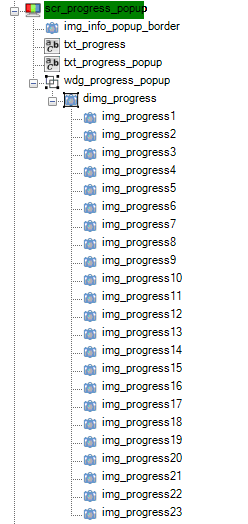 scr_progress_popup
img_info_popup_border
a,b c txt_progress
a,b c txt_progress_popup
wdg_progress_popup
dimg_progress
img_progress1
img_progress2
img_progress3
img_progress4
img_progress5
img_progress6
img_progress7
img_progress8
img_progress9
img_progress10
img_progress11
img_progress12
img_progress13
img_progress14
img_progress15
img_progress16
img_progress17
img_progress18
img_progress19
img_progress20
img_progress21
img_progress22
img_progress23